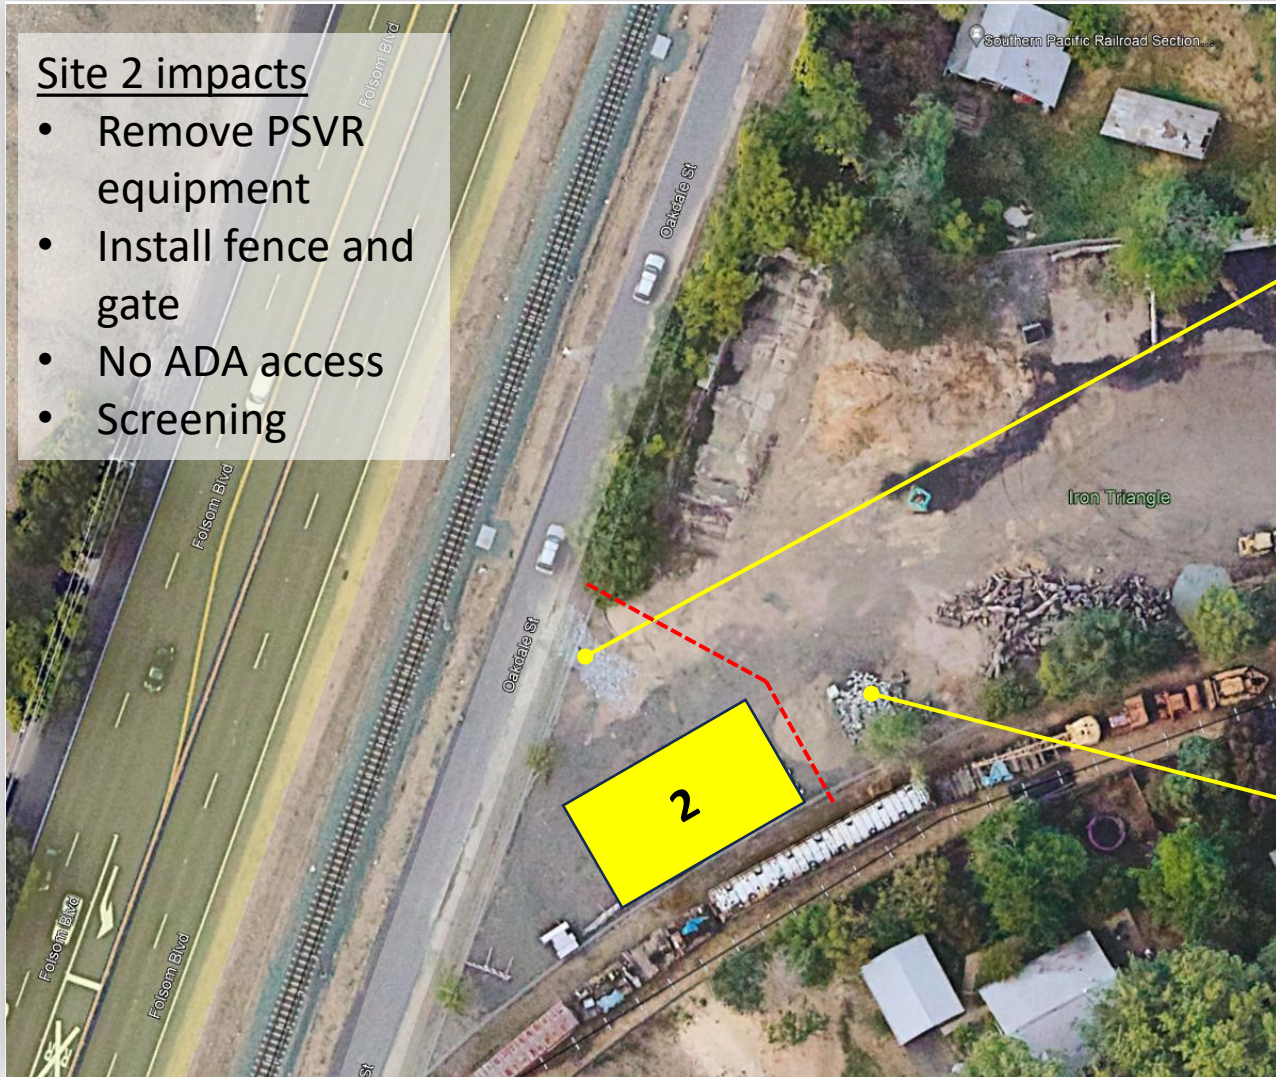 Site 2 impacts
• Remove PSVR
equipment
• Install fence and
gate
• No ADA access
• Screening
Folsom Blvd
Southern Pacific Railroad Section...
Oakdale St
Folsom Blvd
Iron Triangle
Oakdale St
2
Folsom Blvd
Folsom Blvd
St